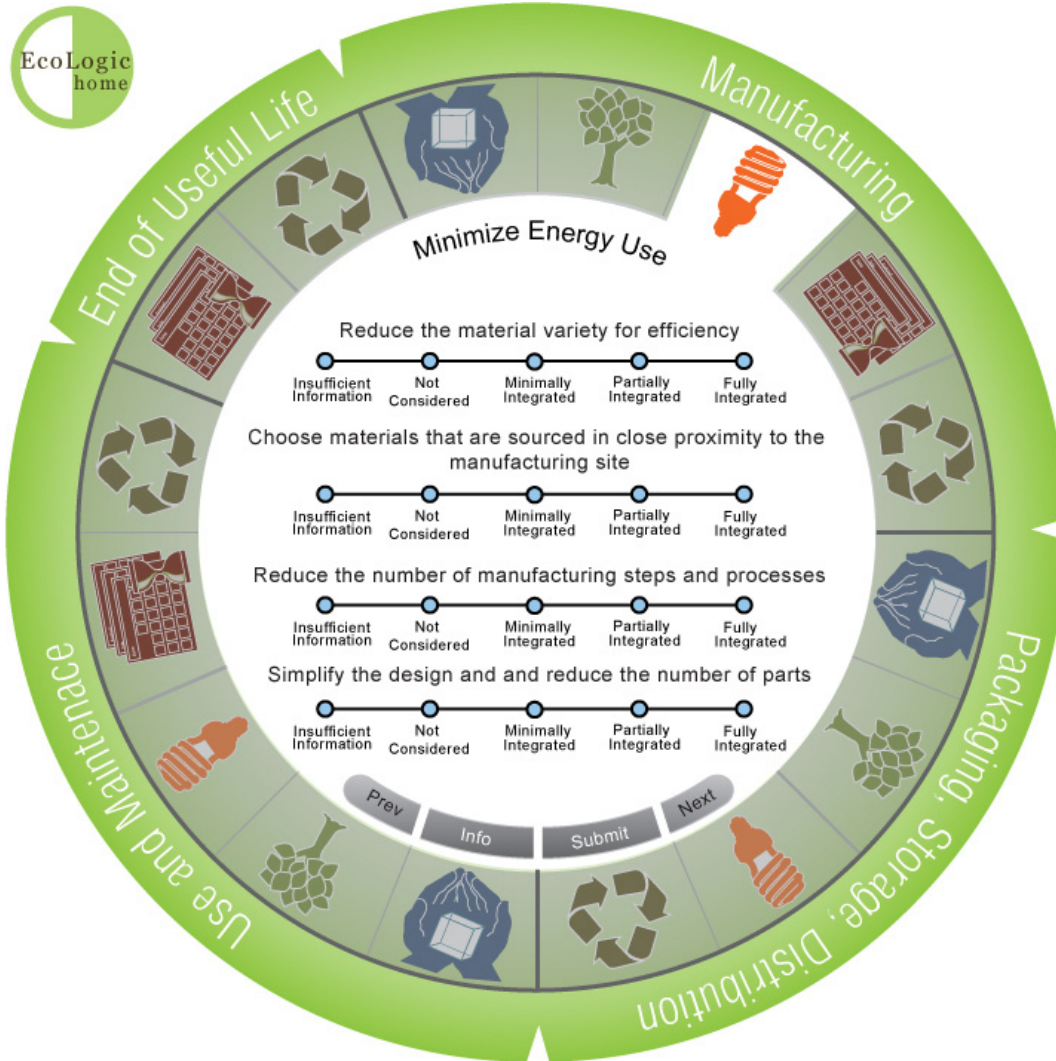 EcoLogic
home
Manufacturing
Packaging, Storage, Distribution
Use and Maintenace
End of Useful Life
Minimize Energy Use
Reduce the material variety for efficiency
Insufficient Information
Not Considered
Minimally Integrated
Partially Integrated
Fully Integrated
Choose materials that are sourced in close proximity to the
manufacturing site
Insufficient Information
Not Considered
Minimally Integrated
Partially Integrated
Fully Integrated
Reduce the number of manufacturing steps and processes
Insufficient Information
Not Considered
Minimally Integrated
Partially Integrated
Fully Integrated
Simplify the design and and reduce the number of parts
Insufficient Information
Not Considered
Minimally Integrated
Partially Integrated
Fully Integrated
Prev
Info
Submit
Next